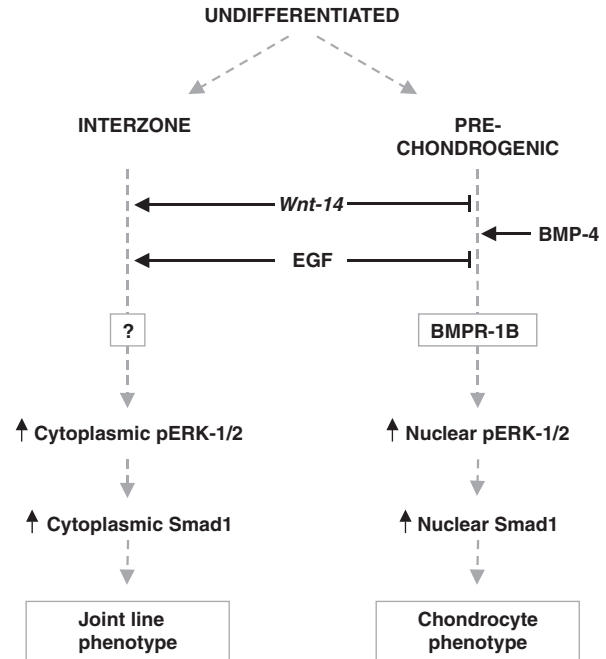 UNDIFFERENTIATED
INTERZONE
PRE-
CHONDROGENIC
Wnt-14
BMP-4
EGF
?
BMPR-1B
Cytoplasmic pERK-1/2
Nuclear pERK-1/2
Cytoplasmic Smad1
Nuclear Smad1
Joint line
phenotype
Chondrocyte
phenotype